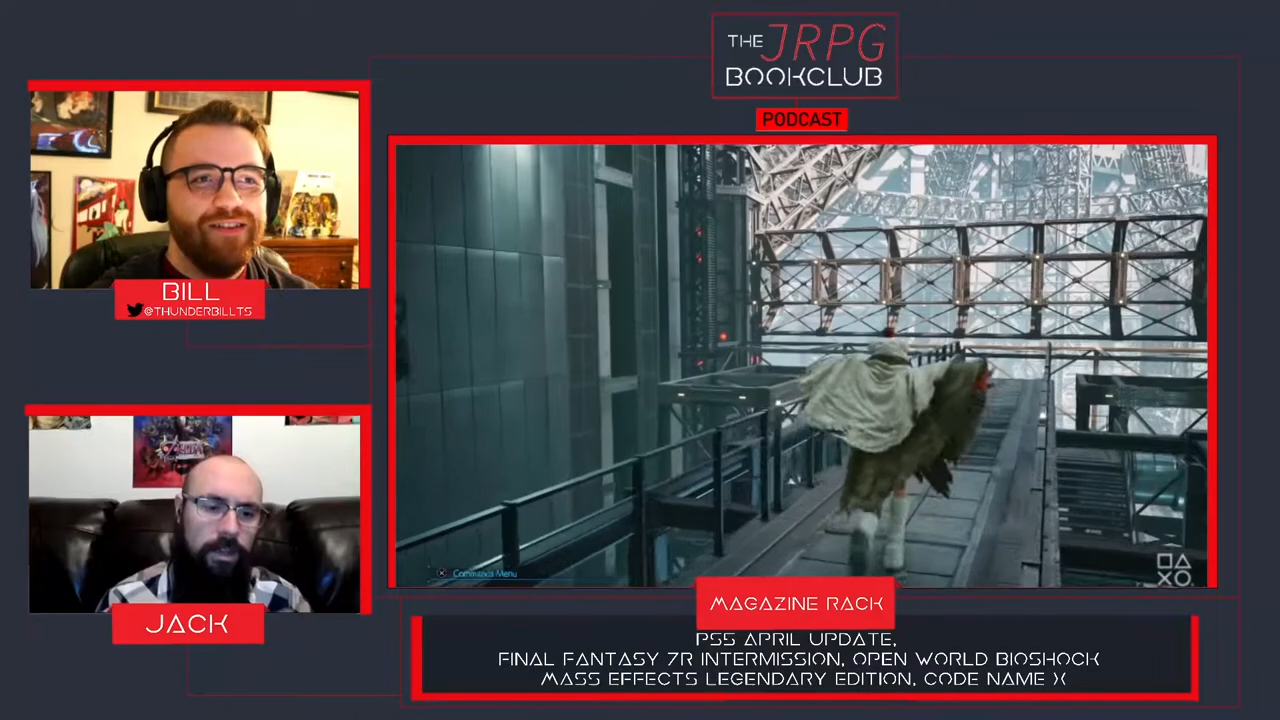 THE JRPG
BOOKCLUB
PODCAST
BILL
@THUNDERBILLTS
JACK
Commands Menu
MAGAZINE RACK
PS5 APRIL UPDATE,
FINAL FANTASY 7R INTERMISSION, OPEN WORLD BIOSHOCK
MASS EFFECTS LEGENDARY EDITION, CODE NAME X